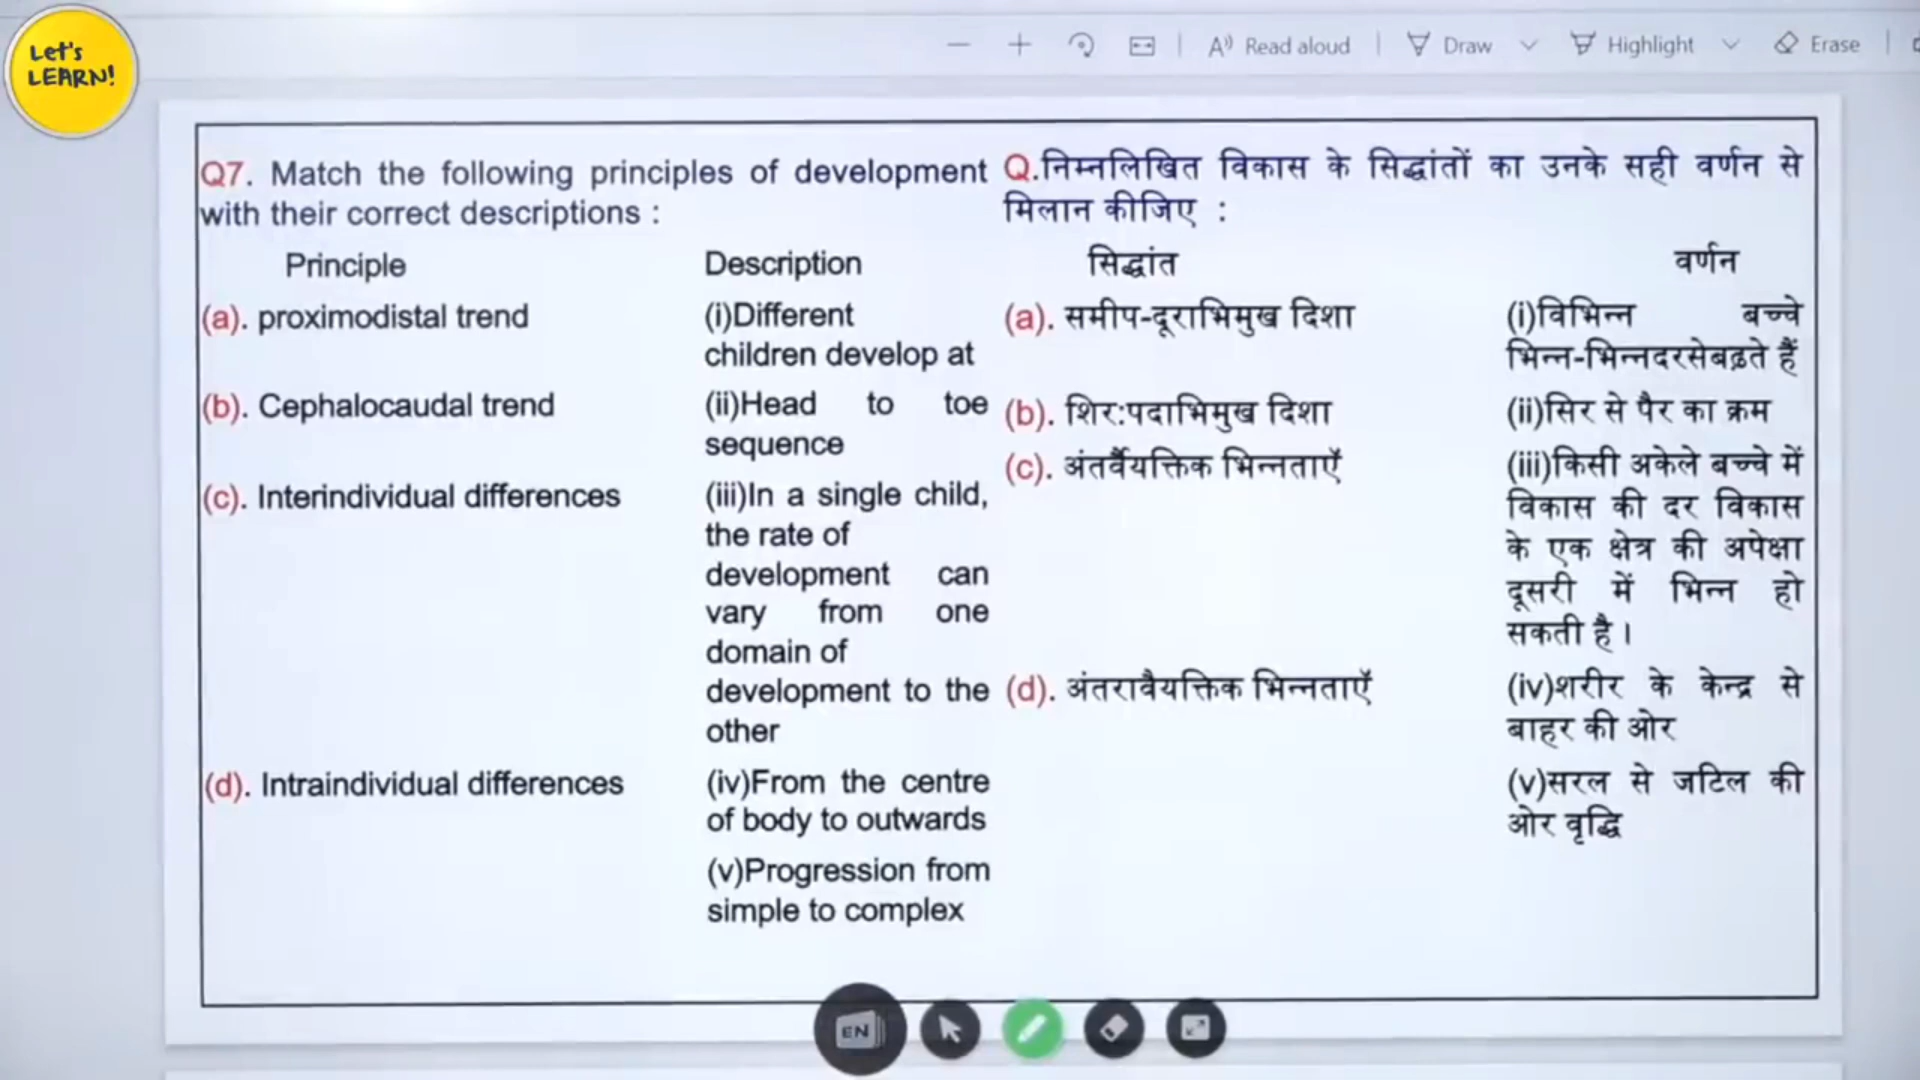 Let's
LEARN!
Read aloud
Draw
Highlight
Erase
Q7. Match the following principles of development
with their correct descriptions :
Principle
Description
(a). proximodistal trend
(i)Different
children develop at
(b). Cephalocaudal trend
(ii)Head to toe
sequence
(c). Interindividual differences
(iii)In a single child,
the rate of
development can
vary from one
domain of
development to the
other
(d). Intraindividual differences
(iv)From the centre
of body to outwards
(v)Progression from
simple to complex
Q.निम्नलिखित विकास के सिद्धांतों का उनके सही वर्णन से
मिलान कीजिए :
सिद्धांत
वर्णन
(a). समीप-दूराभिमुख दिशा
(i)विभिन्न बच्चे
भिन्न-भिन्नदरसेबढ़ते हैं
(b). शिर:पदाभिमुख दिशा
(ii)सिर से पैर का क्रम
(c). अंतर्वैयक्तिक भिन्नताएँ
(iii)किसी अकेले बच्चे में
विकास की दर विकास
के एक क्षेत्र की अपेक्षा
दूसरी में भिन्न हो
सकती है।
(d). अंतरावैयक्तिक भिन्नताएँ
(iv)शरीर के केन्द्र से
बाहर की ओर
(v)सरल से जटिल की
ओर वृद्धि
EN